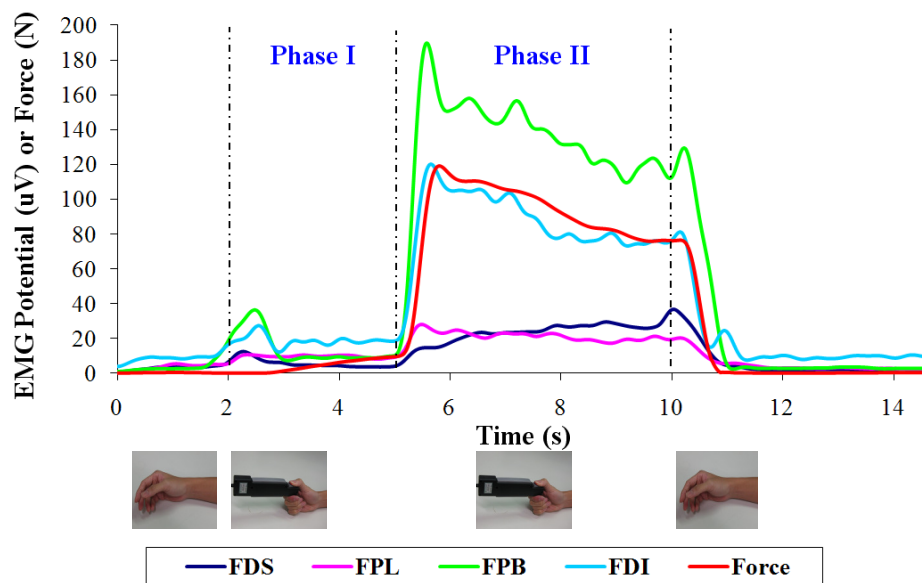 EMG Potential (uV) or Force (N)
200
180
160
140
120
100
80
60
40
20
0
Phase I
Phase II
0 2 4 6 8 10 12 14
Time (s)
FDS FPL FPB FDI Force